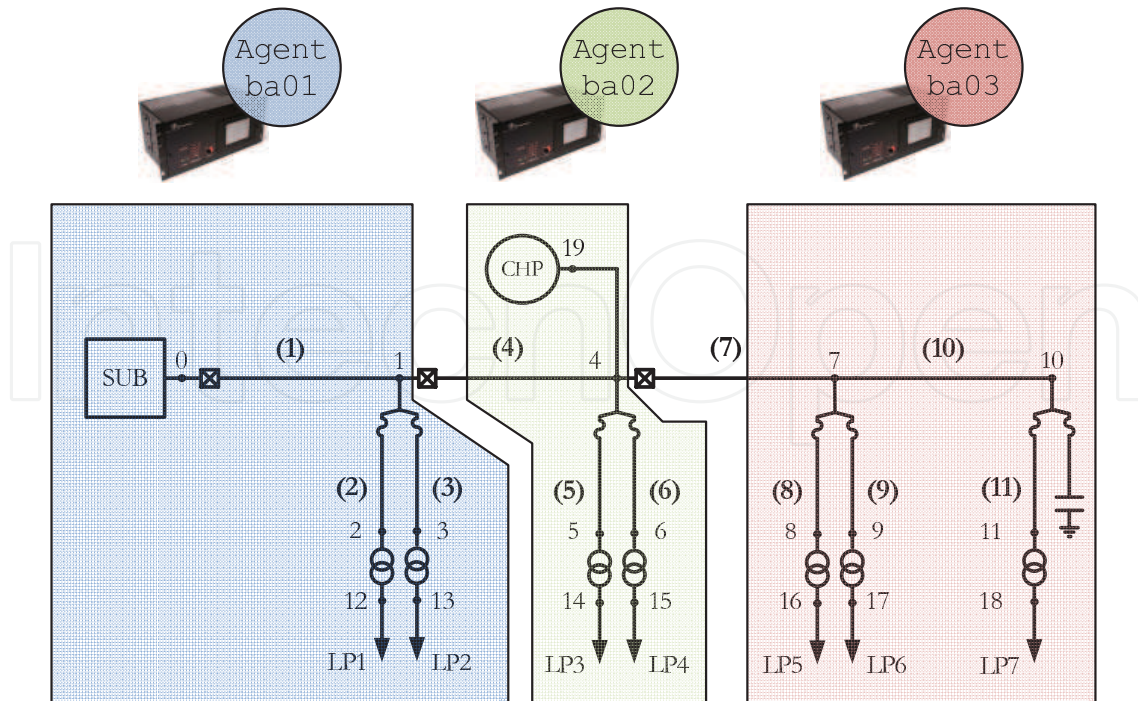 Agent
ba01
Agent
ba02
Agent
ba03
IntechOpen
CHP
19
SUB
0
(1)
1
(4)
4
(7)
7
(10)
10
(2)
(3)
(5)
(6)
(8)
(9)
(11)
2
3
5
6
8
9
11
12
13
14
15
16
17
18
LP1
LP2
LP3
LP4
LP5
LP6
LP7